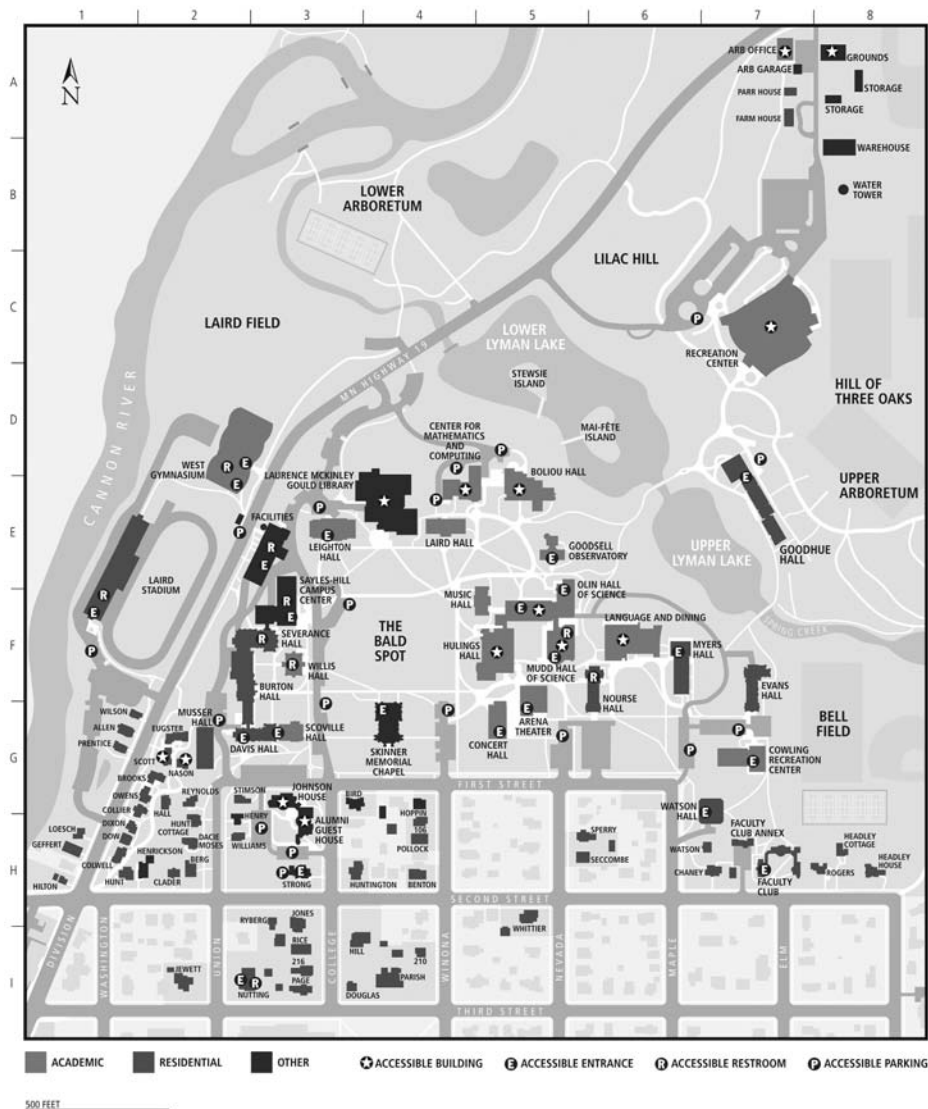 1 2 3 4 5 6 7 8
A
B
C
D
E
F
G
H
I
N
ARB OFFICE
GROUNDS
ARB GARAGE
STORAGE
PARR HOUSE
STORAGE
FARM HOUSE
WAREHOUSE
WATER
TOWER
LOWER
ARBORETUM
LILAC HILL
LAIRD FIELD
MN HIGHWAY 19
LOWER
LYMAN LAKE
P
RECREATION
CENTER
STEWSIE
ISLAND
HILL OF
THREE OAKS
CANNON RIVER
MAI-FÊTE
ISLAND
CENTER FOR
MATHEMATICS
AND
COMPUTING
P
P
BOLIOU HALL
P
E
WEST
GYMNASIUM
R
E
E
LAURENCE MCKINLEY
GOULD LIBRARY
P
P
UPPER
ARBORETUM
FACILITIES
P
R
E
E
LEIGHTON
HALL
LAIRD HALL
GOODSELL
OBSERVATORY
E
UPPER
LYMAN LAKE
GOODHUE
HALL
LAIRD
STADIUM
R
E
P
SAYLES-HILL
CAMPUS
CENTER
R
E
P
MUSIC
HALL
E
OLIN HALL
OF SCIENCE
E
LANGUAGE AND DINING
SPRING CREEK
THE
BALD
SPOT
R
SEVERANCE
HALL
HULINGS
HALL
R
E
MUDD HALL
OF SCIENCE
E
MYERS
HALL
R
WILLIS
HALL
BURTON
HALL
R
NOURSE
HALL
EVANS
HALL
WILSON
ALLEN
PRENTICE
MUSSER
HALL
EUGSTER
P
SCOVILLE
HALL
P
E
E
DAVIS HALL
E
SKINNER
MEMORIAL
CHAPEL
P
E
CONCERT
HALL
E
ARENA
THEATER
P
P
P
E
COWLING
RECREATION
CENTER
BELL
FIELD
SCOTT
NASON
BROOKS
FIRST STREET
OWENS
REYNOLDS
STIMSON
JOHNSON
HOUSE
BIRD
WATSON
HALL
E
COLLIER
HALL
HUNT
COTTAGE
HENRY
P
ALUMNI
GUEST
HOUSE
HOPPIN
106
SPERRY
FACULTY
CLUB ANNEX
LOESCH
DIXON
DOW
DACIE
MOSES
WILLIAMS
POLLOCK
SECCOMBE
WATSON
HEADLEY
COTTAGE
GEFFERT
COLWELL
HENRICKSON
BERG
P
HEADLEY
HOUSE
HILTON
HUNT
CLADER
P
E
STRONG
HUNTINGTON
BENTON
CHANEY
E
FACULTY
CLUB
ROGERS
SECOND STREET
DIVISION
WASHINGTON
UNION
COLLEGE
WINONA
NEVADA
MAPLE
ELM
RYBERG
JONES
RICE
216
PAGE
E
R
NUTTING
JEWETT
HILL
210
PARISH
DOUGLAS
WHITTIER
THIRD STREET
ACADEMIC RESIDENTIAL OTHER ACCESSIBLE BUILDING E ACCESSIBLE ENTRANCE R ACCESSIBLE RESTROOM P ACCESSIBLE PARKING
500 FEET